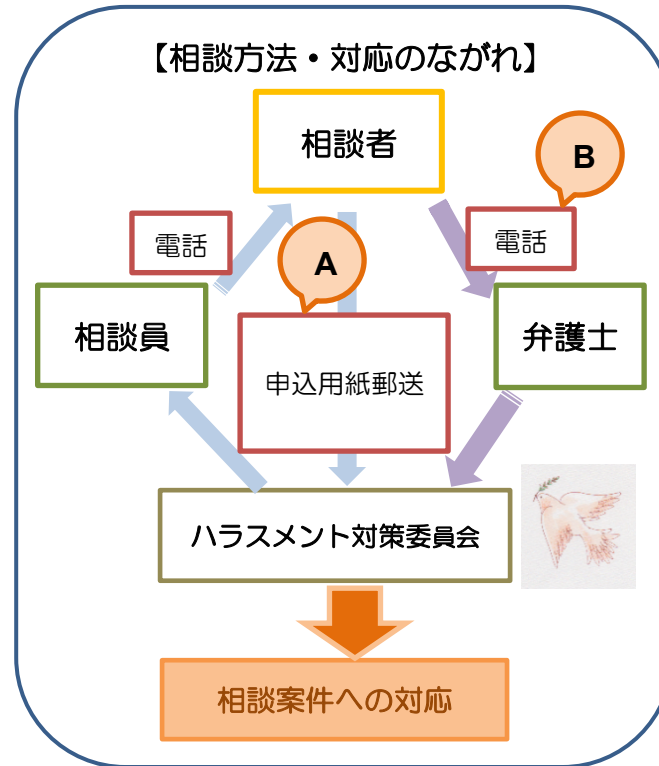 【相談方法・対応のながれ】
相談者
B
電話
電話
A
相談員
弁護士
申込用紙郵送
ハラスメント対策委員会
相談案件への対応